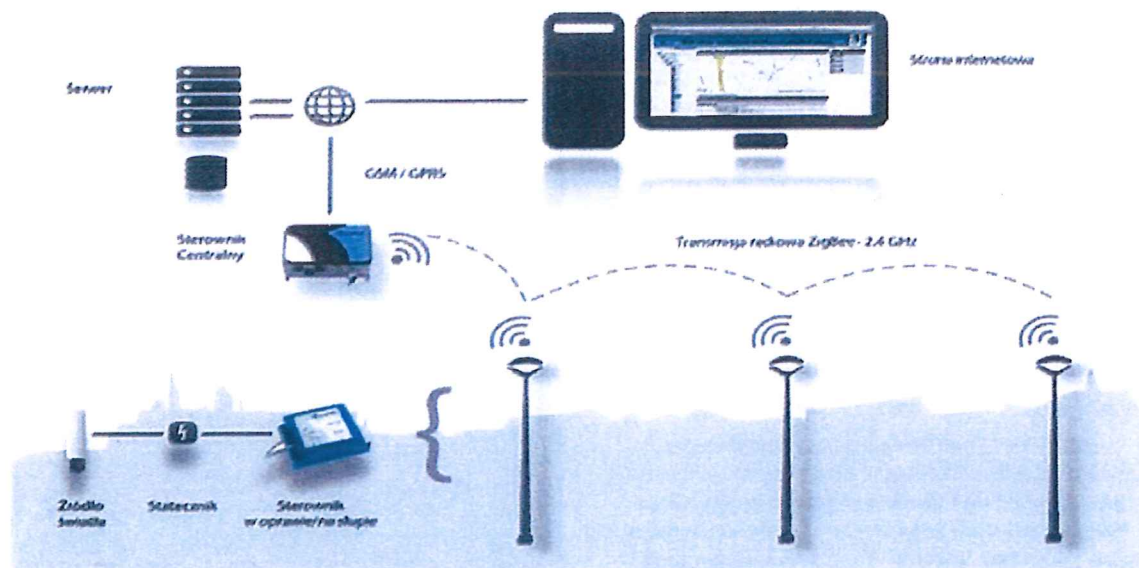 Serwer
Strona internetowa
GSM / GPRS
Sterownik
Centralny
Transmisja radiowa ZigBee - 2.4 GHz
Źródło
światła
Statecznik
Sterownik
w oprawie/na słupie